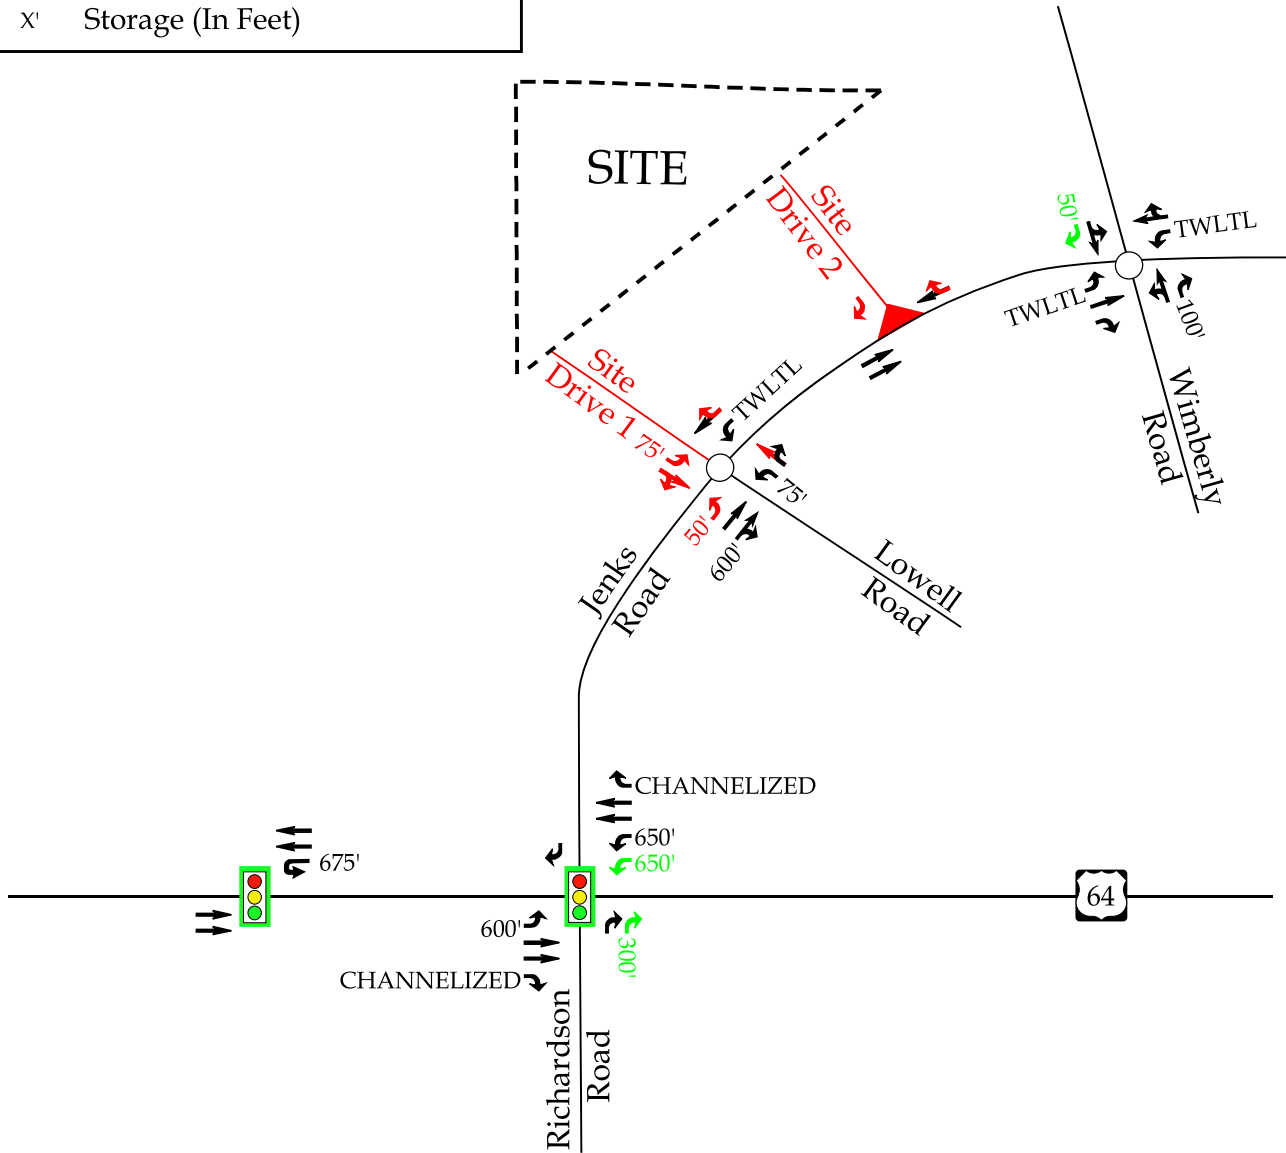 X' Storage (In Feet)
SITE
Site
Drive 2
50'
TWLTL
TWLTL
100'
Site
Drive 1
75'
TWLTL
75'
50'
600'
Wimberly
Road
Jenks
Road
Lowell
Road
CHANNELIZED
650'
650'
675'
64
600'
300'
CHANNELIZED
Richardson
Road